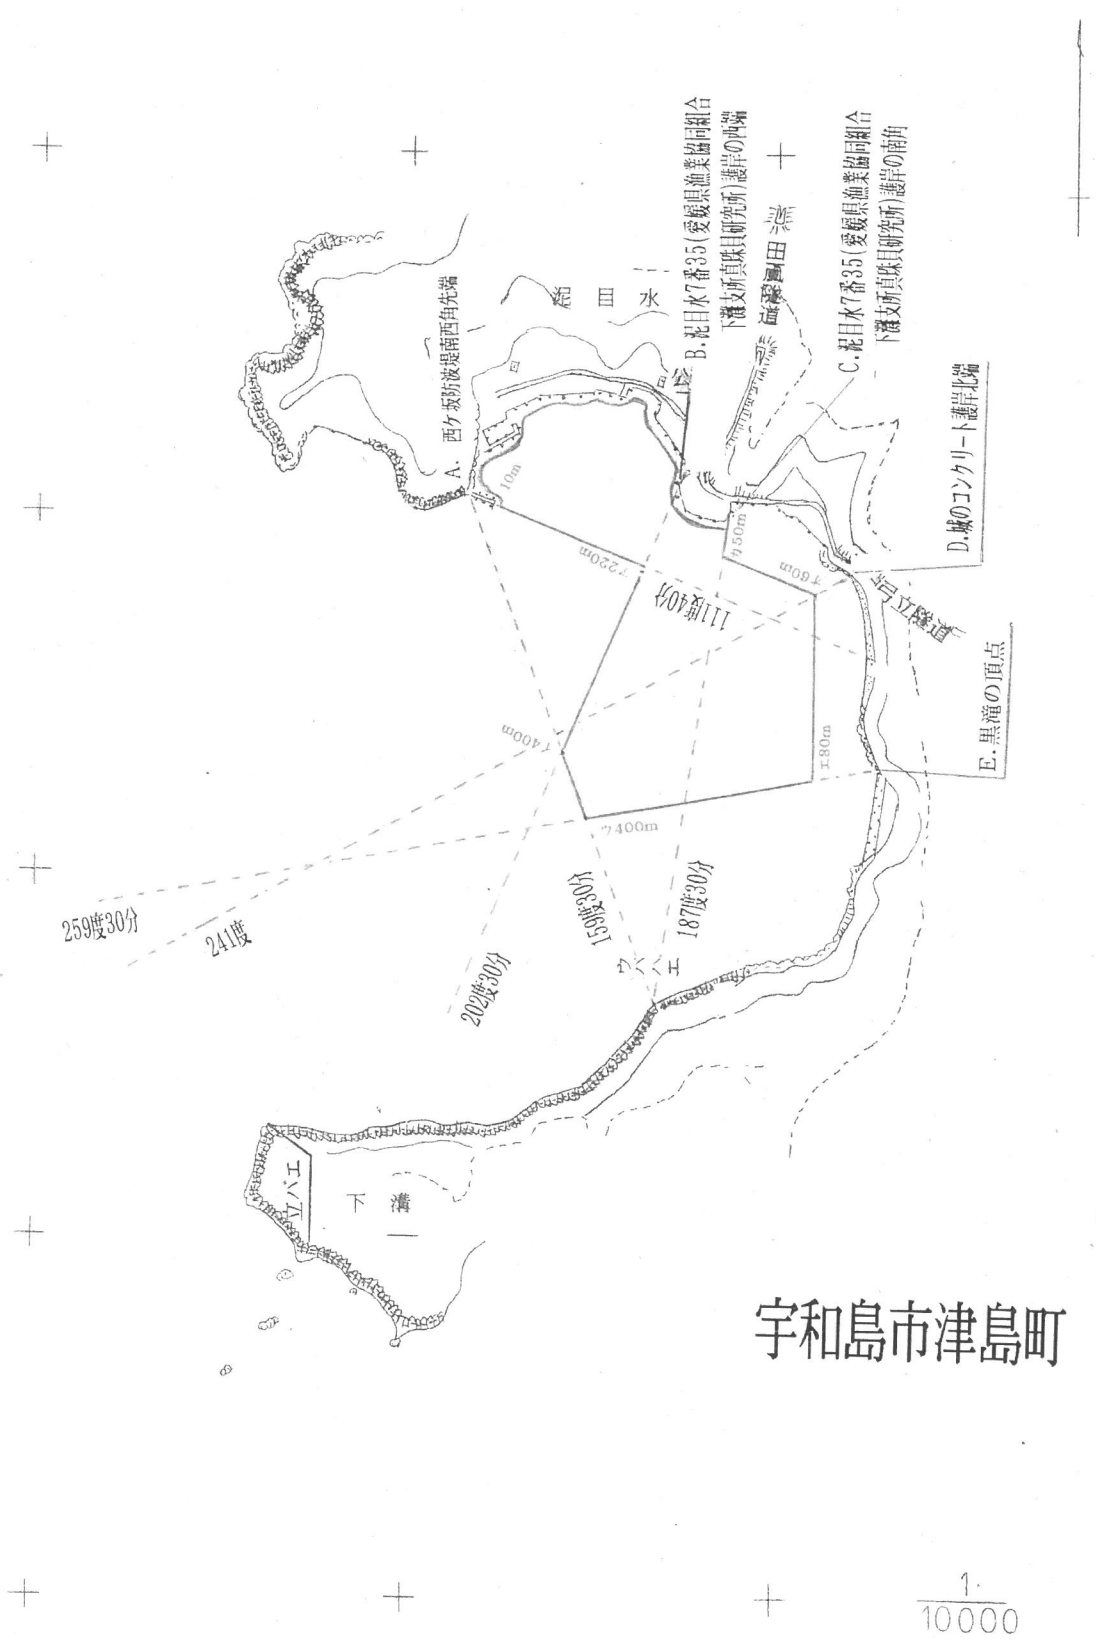 A. 西ケ坂防波堤南西角先端
泥目水
B.泥目水7番35(愛媛県漁業協同組合
下灘支所真珠貝研究所)護岸の西端
C.泥目水7番35(愛媛県漁業協同組合
下灘支所真珠貝研究所)護岸の南角
D.城のコンクリート護岸北端
E.黒滝の頂点
10m
ア220m
111度40分
カ50m
オ60m
イ400m
エ80m
ウ400m
259度30分
241度
202度30分
159度30分
187度30分
ウハバエ
立バエ
下溝
宇和島市津島町
1
10000